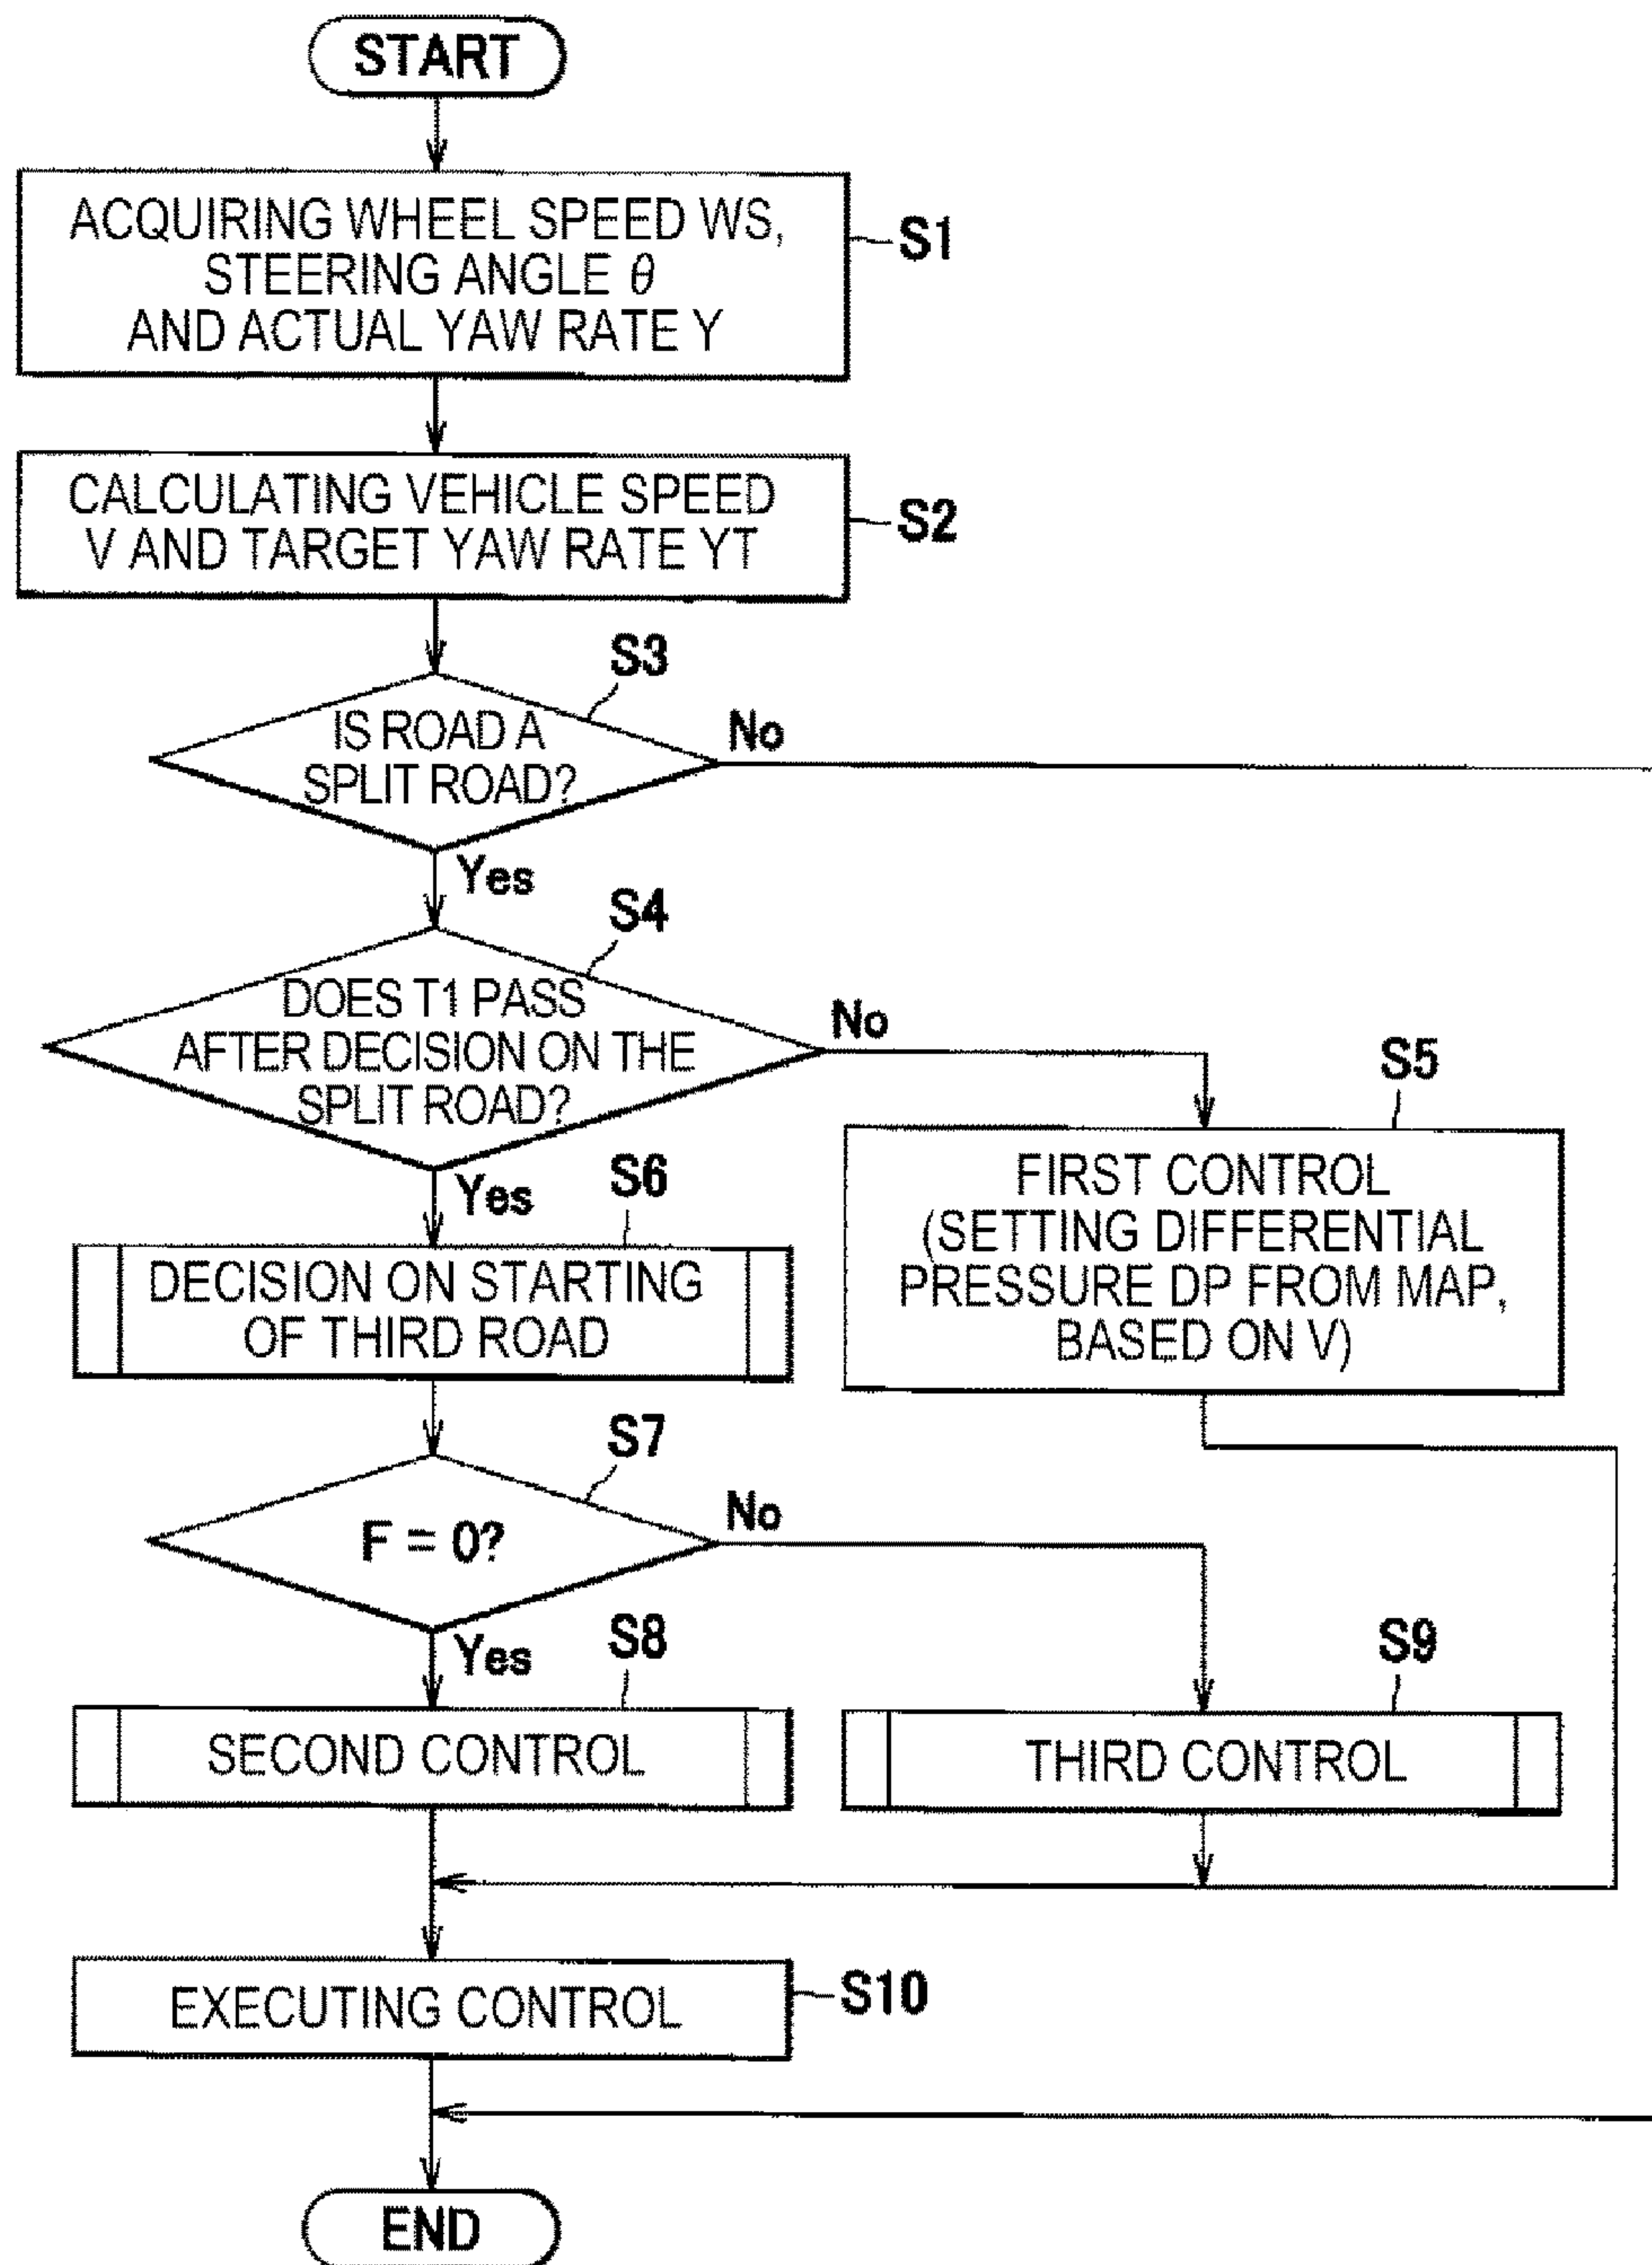 START
ACQUIRING WHEEL SPEED WS,
STEERING ANGLE θ
AND ACTUAL YAW RATE Y
S1
CALCULATING VEHICLE SPEED
V AND TARGET YAW RATE YT
S2
S3
IS ROAD A
SPLIT ROAD?
No
Yes
S4
DOES T1 PASS
AFTER DECISION ON THE
SPLIT ROAD?
No
Yes
S5
FIRST CONTROL
(SETTING DIFFERENTIAL
PRESSURE DP FROM MAP,
BASED ON V)
S6
DECISION ON STARTING
OF THIRD ROAD
S7
F = 0?
No
Yes
S8
SECOND CONTROL
S9
THIRD CONTROL
EXECUTING CONTROL
S10
END